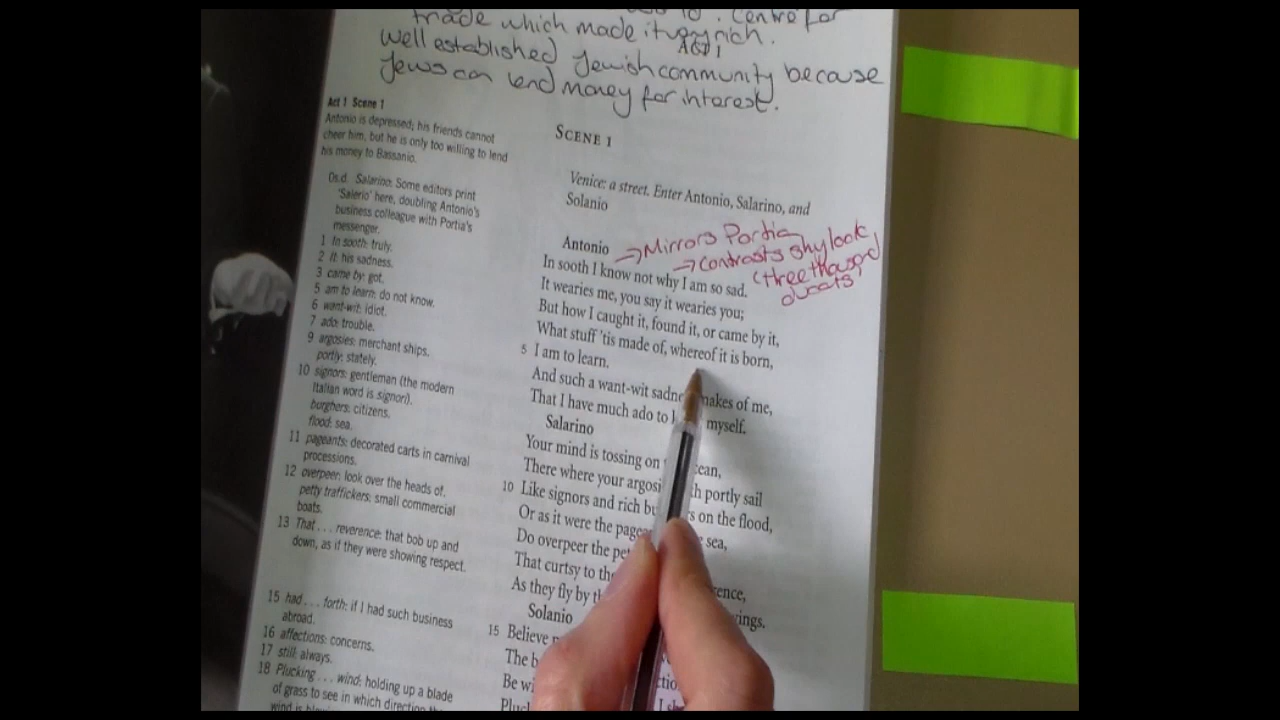 trade which made it very rich. Centre for
ACT 1
well established Jewish community because
Jews can lend money for interest.
Act 1 Scene 1
Antonio is depressed; his friends cannot
cheer him, but he is only too willing to lend
his money to Bassanio.
0s.d. Salarino: Some editors print
'Salerio' here, doubling Antonio's
business colleague with Portia's
messenger.
1 In sooth: truly.
2 It: his sadness.
3 came by: got.
5 am to learn: do not know.
6 want-wit: idiot.
7 ado: trouble.
9 argosies: merchant ships.
portly: stately.
10 signors: gentleman (the modern
Italian word is signori).
burghers: citizens.
flood: sea.
11 pageants: decorated carts in carnival
processions.
12 overpeer: look over the heads of.
petty traffickers: small commercial
boats.
13 That . . . reverence: that bob up and
down, as if they were showing respect.
15 had . . . forth: if I had such business
abroad.
16 affections: concerns.
17 still: always.
18 Plucking . . . wind: holding up a blade
of grass to see in which direction the
wind is
SCENE 1
Venice: a street. Enter Antonio, Salarino, and
Solanio
Antonio
→Mirrors Portia
→contrasts shylock
(three thousand
ducats)
In sooth I know not why I am so sad.
It wearies me, you say it wearies you;
But how I caught it, found it, or came by it,
What stuff 'tis made of, whereof it is born,
5 I am to learn.
And such a want-wit sadness makes of me,
That I have much ado to myself.
Salarino
Your mind is tossing on
There where your argosi portly sail
10 Like signors and rich bu on the flood,
Or as it were the page sea,
Do overpeer the pet
That curtsy to th ence,
As they fly by ings.
Solanio
15 Believe
The b
Be wi
Pluck